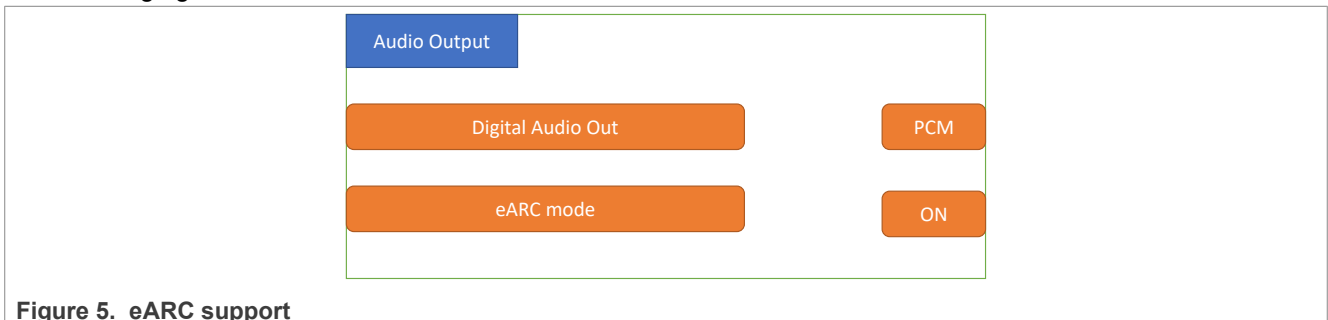 Audio Output
Digital Audio Out PCM
eARC mode ON
Figure 5. eARC support